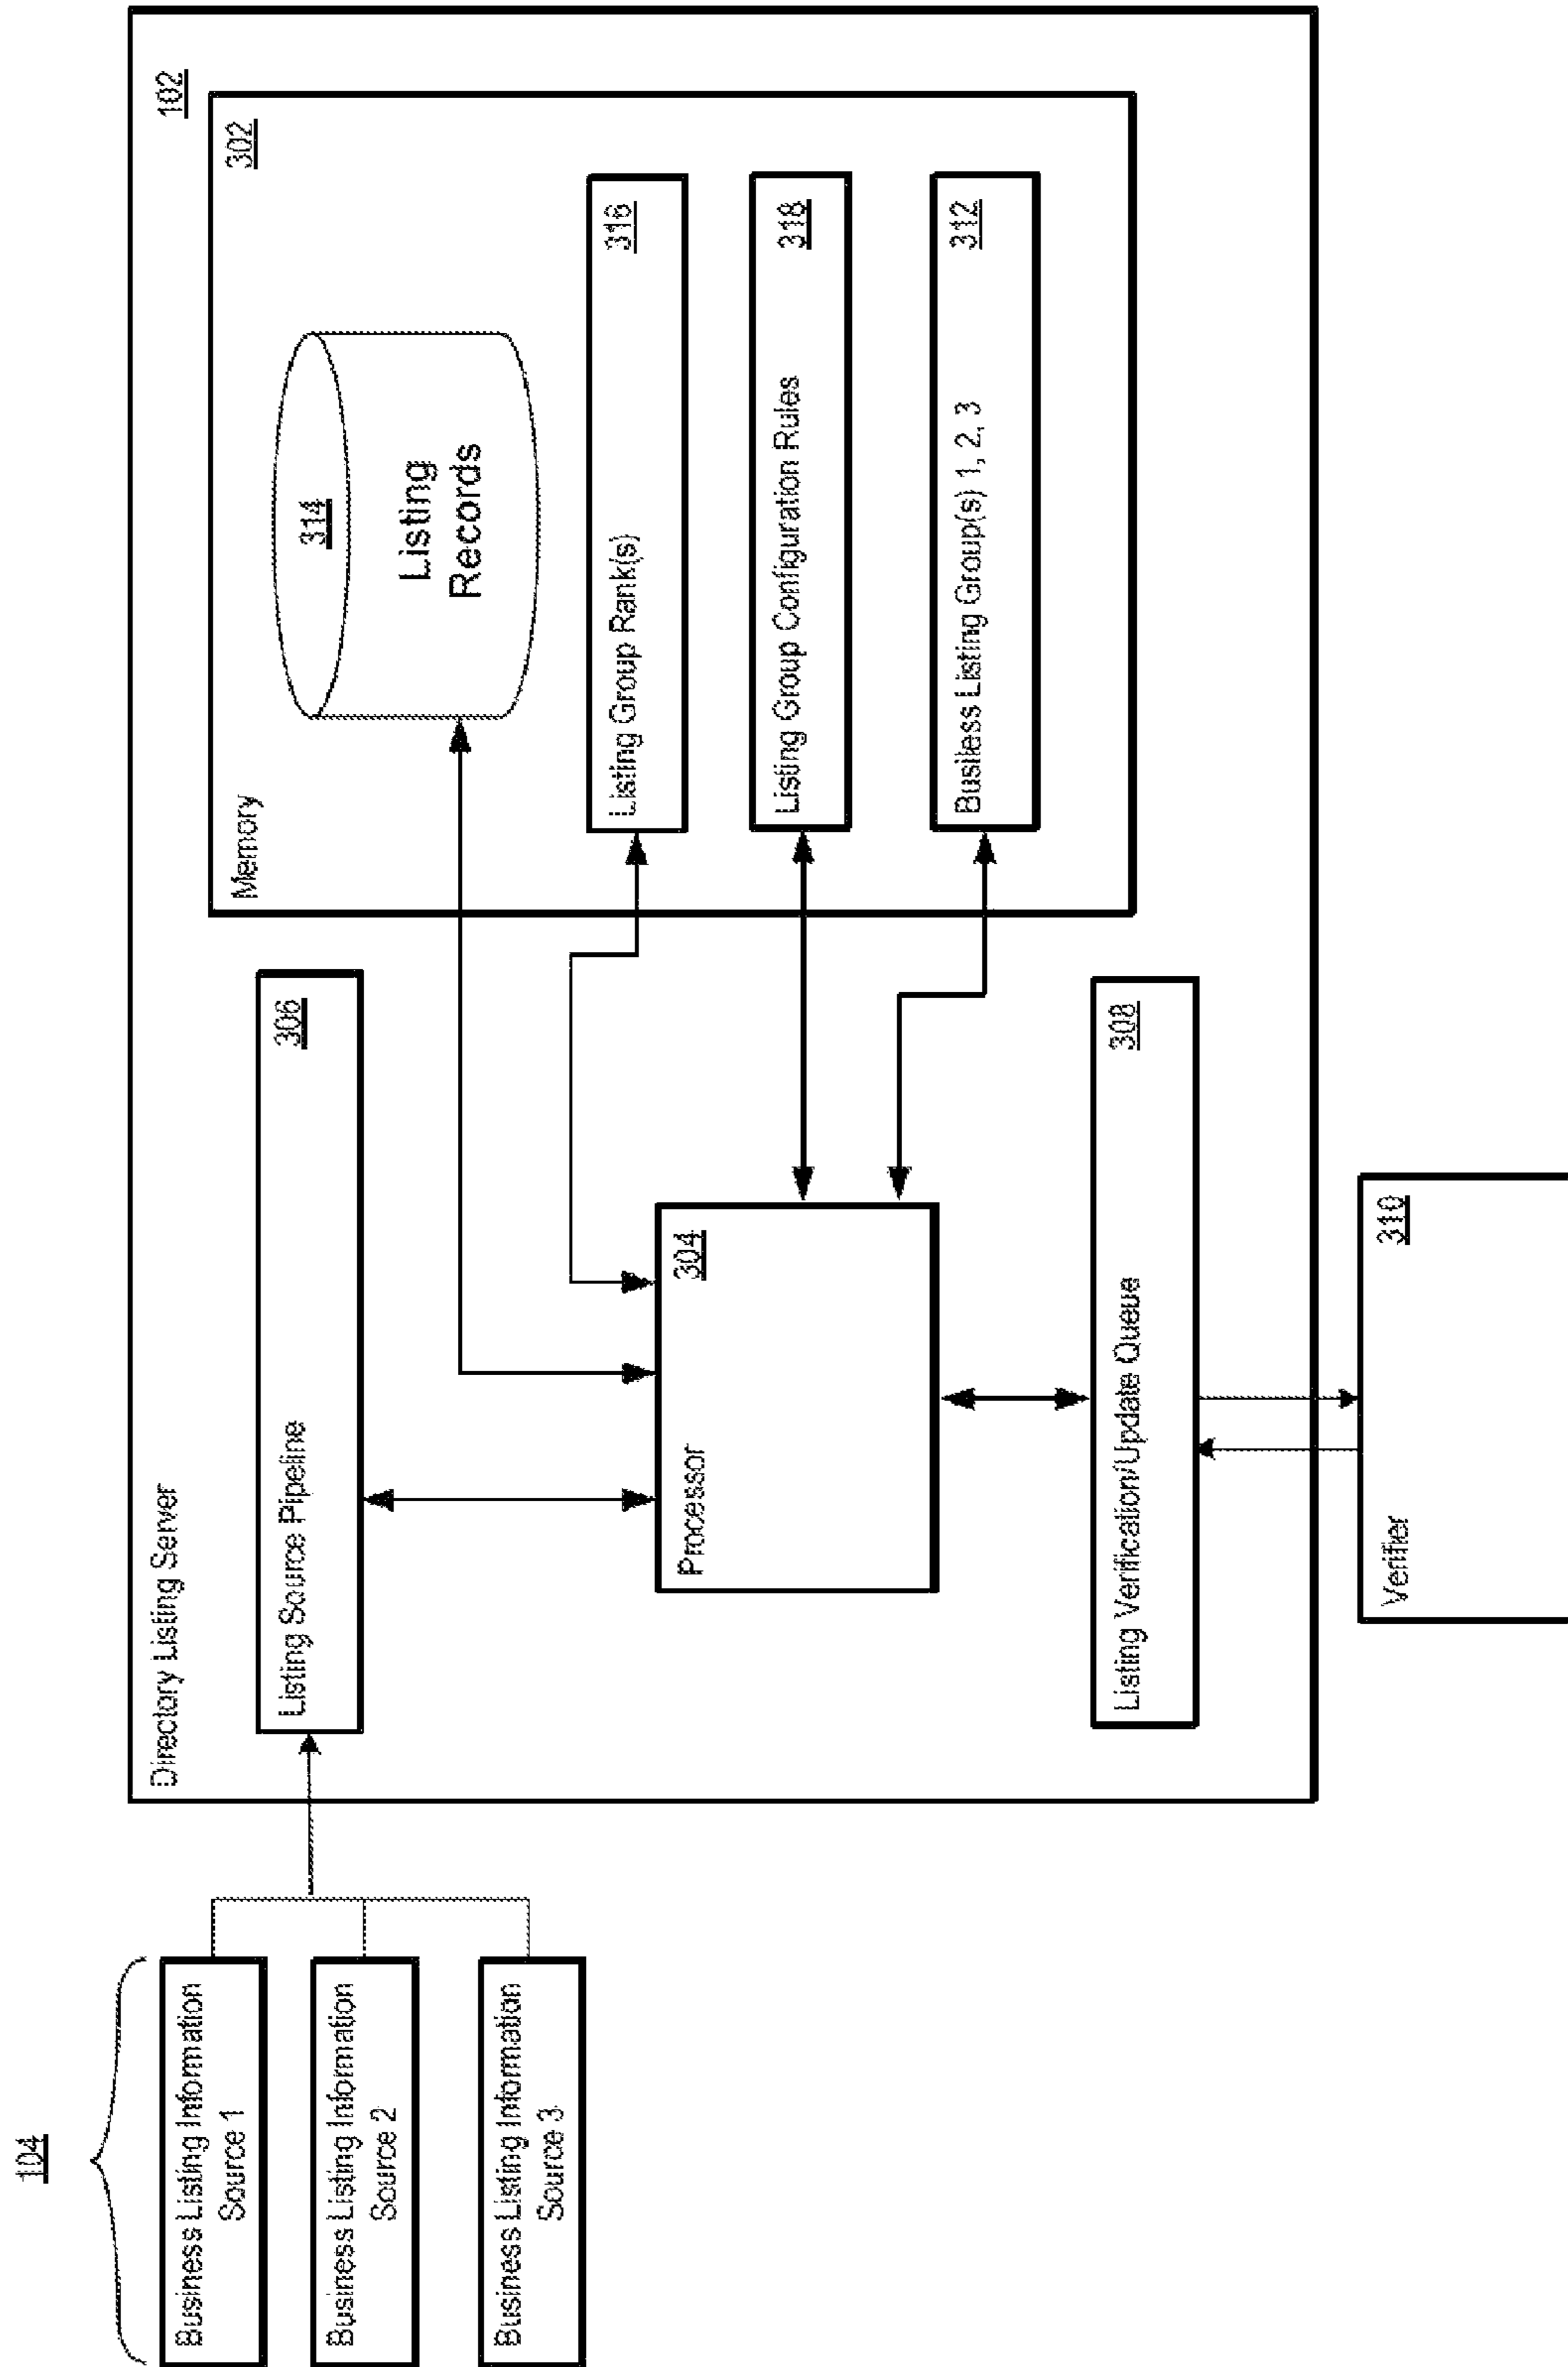 104
Business Listing Information
Source 1
Business Listing Information
Source 2
Business Listing Information
Source 3
Directory Listing Server
102
Listing Source Pipeline
306
Processor
304
Listing Verification/Update Queue
308
Verifier
310
Memory
302
314
Listing
Records
Listing Group Rank(s)
316
Listing Group Configuration Rules
318
Busiless Listing Group(s) 1, 2, 3
312